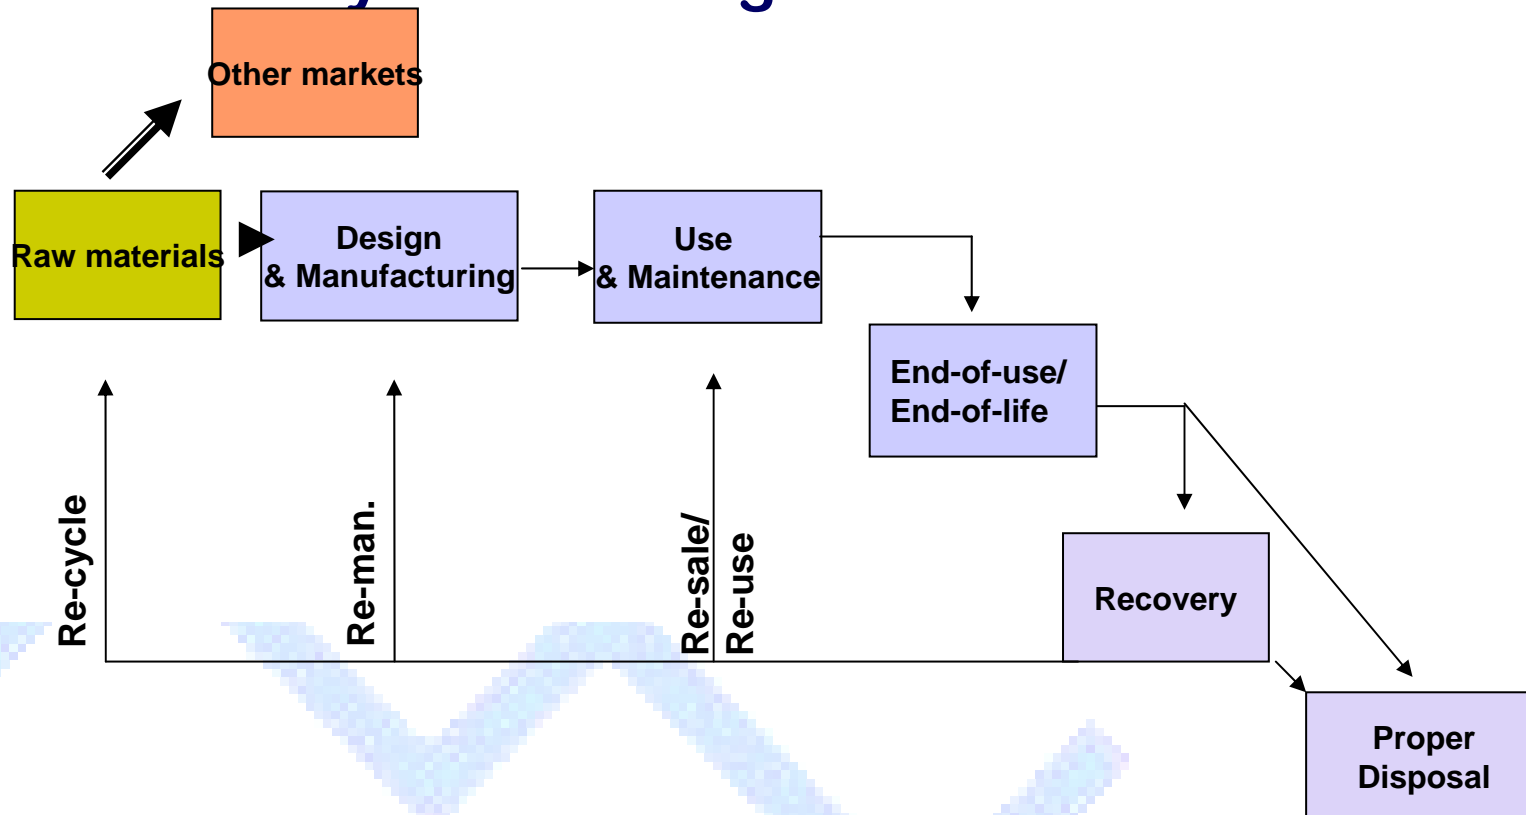 Other markets
Raw materials
Design
& Manufacturing
Use
& Maintenance
End-of-use/
End-of-life
Re-cycle
Re-man.
Re-sale/
Re-use
Recovery
Proper
Disposal